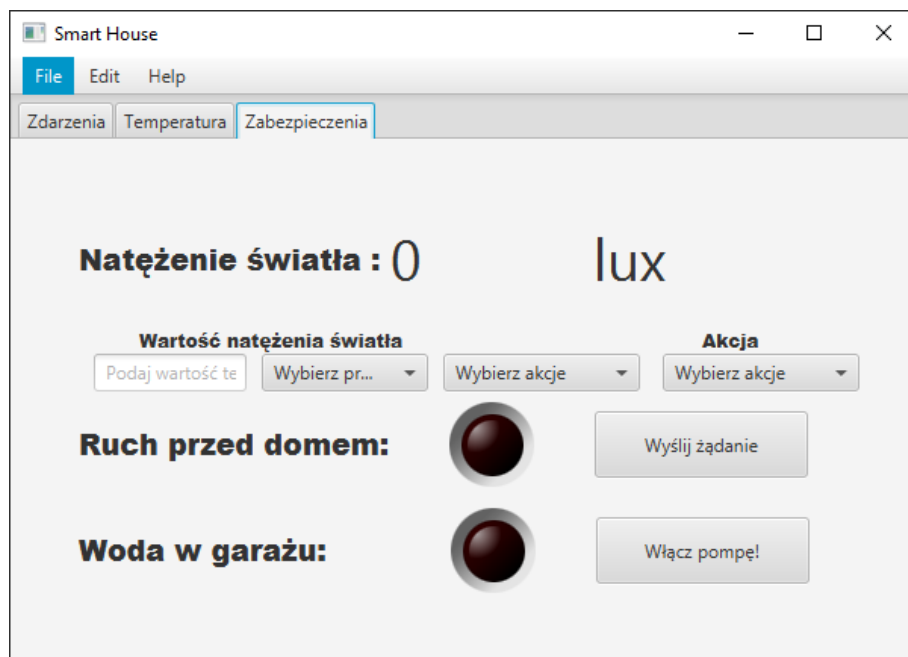 Smart House
File Edit Help
Zdarzenia Temperatura Zabezpieczenia
Natężenie światła : 0 lux
Wartość natężenia światła Akcja
Podaj wartość te Wybierz pr... Wybierz akcje Wybierz akcje
Ruch przed domem: Wyślij żądanie
Woda w garażu: Włącz pompę!